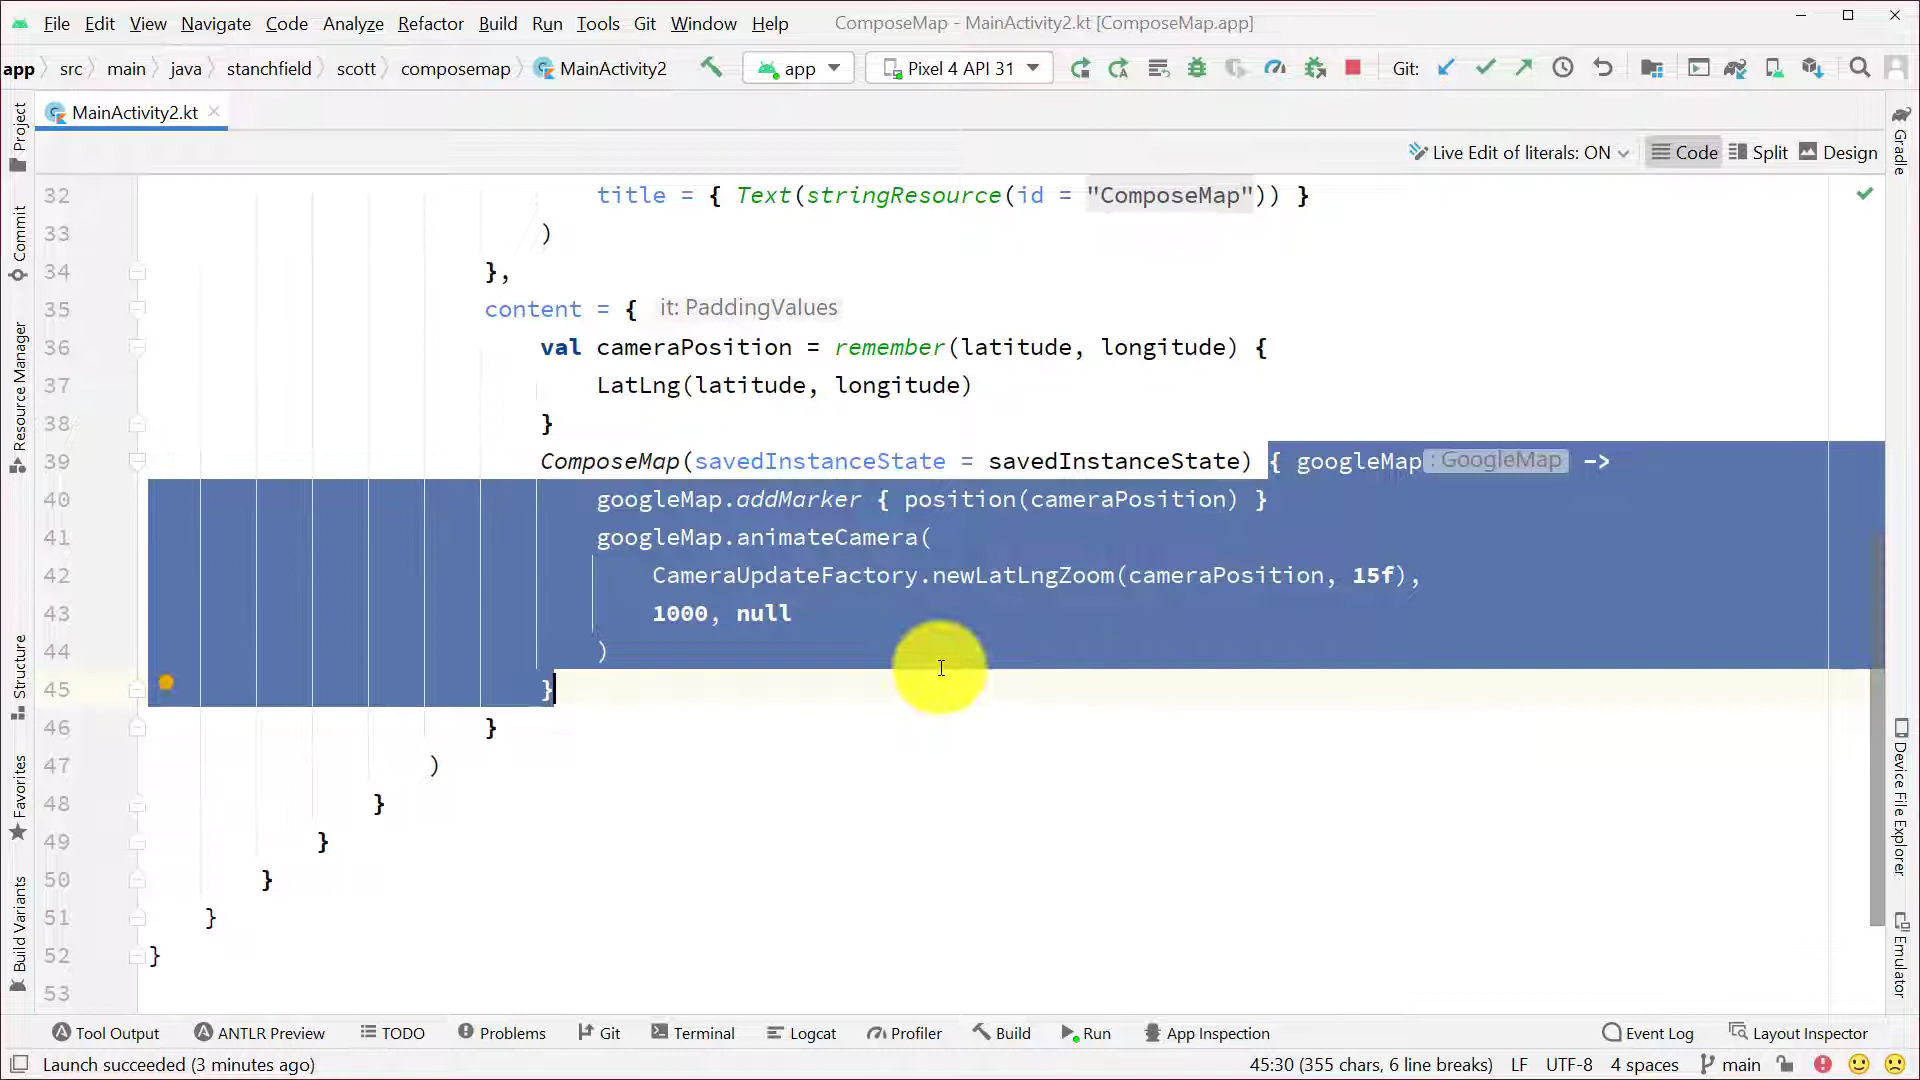 File Edit View Navigate Code Analyze Refactor Build Run Tools Git Window Help ComposeMap - MainActivity2.kt [ComposeMap.app]
app src main java stanchfield scott composemap MainActivity2 app Pixel 4 API 31 Git:
MainActivity2.kt
Live Edit of literals: ON Code Split Design
32 title = { Text(stringResource(id = "ComposeMap")) }
33 )
34 },
35 content = { it: PaddingValues
36 val cameraPosition = remember(latitude, longitude) {
37 LatLng(latitude, longitude)
38 }
39 ComposeMap(savedInstanceState = savedInstanceState) { googleMap : GoogleMap ->
40 googleMap.addMarker { position(cameraPosition) }
41 googleMap.animateCamera(
42 CameraUpdateFactory.newLatLngZoom(cameraPosition, 15f),
43 1000, null
44 )
45 }
46 }
47 )
48 }
49 }
50 }
51 }
52 }
53
Project
Commit
Resource Manager
Structure
Favorites
Build Variants
Gradle
Device File Explorer
Emulator
Tool Output ANTLR Preview TODO Problems Git Terminal Logcat Profiler Build Run App Inspection Event Log Layout Inspector
Launch succeeded (3 minutes ago) 45:30 (355 chars, 6 line breaks) LF UTF-8 4 spaces main